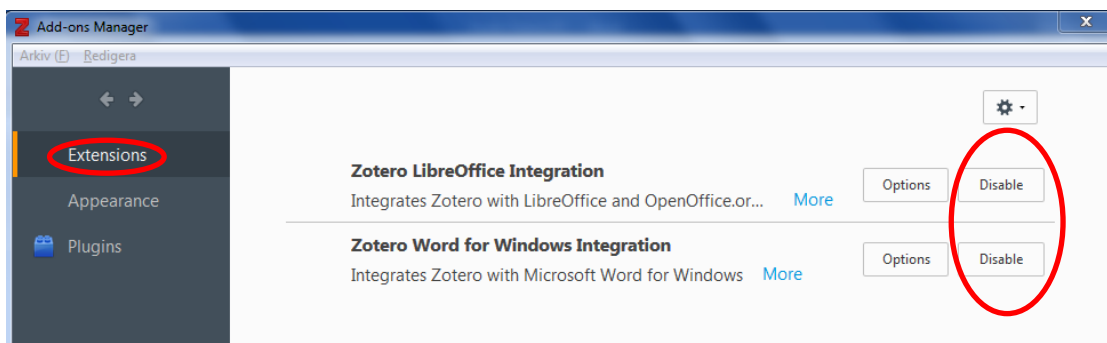 Add-ons Manager
Arkiv (F) Redigera
Extensions
Appearance
Plugins
Zotero LibreOffice Integration
Integrates Zotero with LibreOffice and OpenOffice.or... More
Options Disable
Zotero Word for Windows Integration
Integrates Zotero with Microsoft Word for Windows More
Options Disable